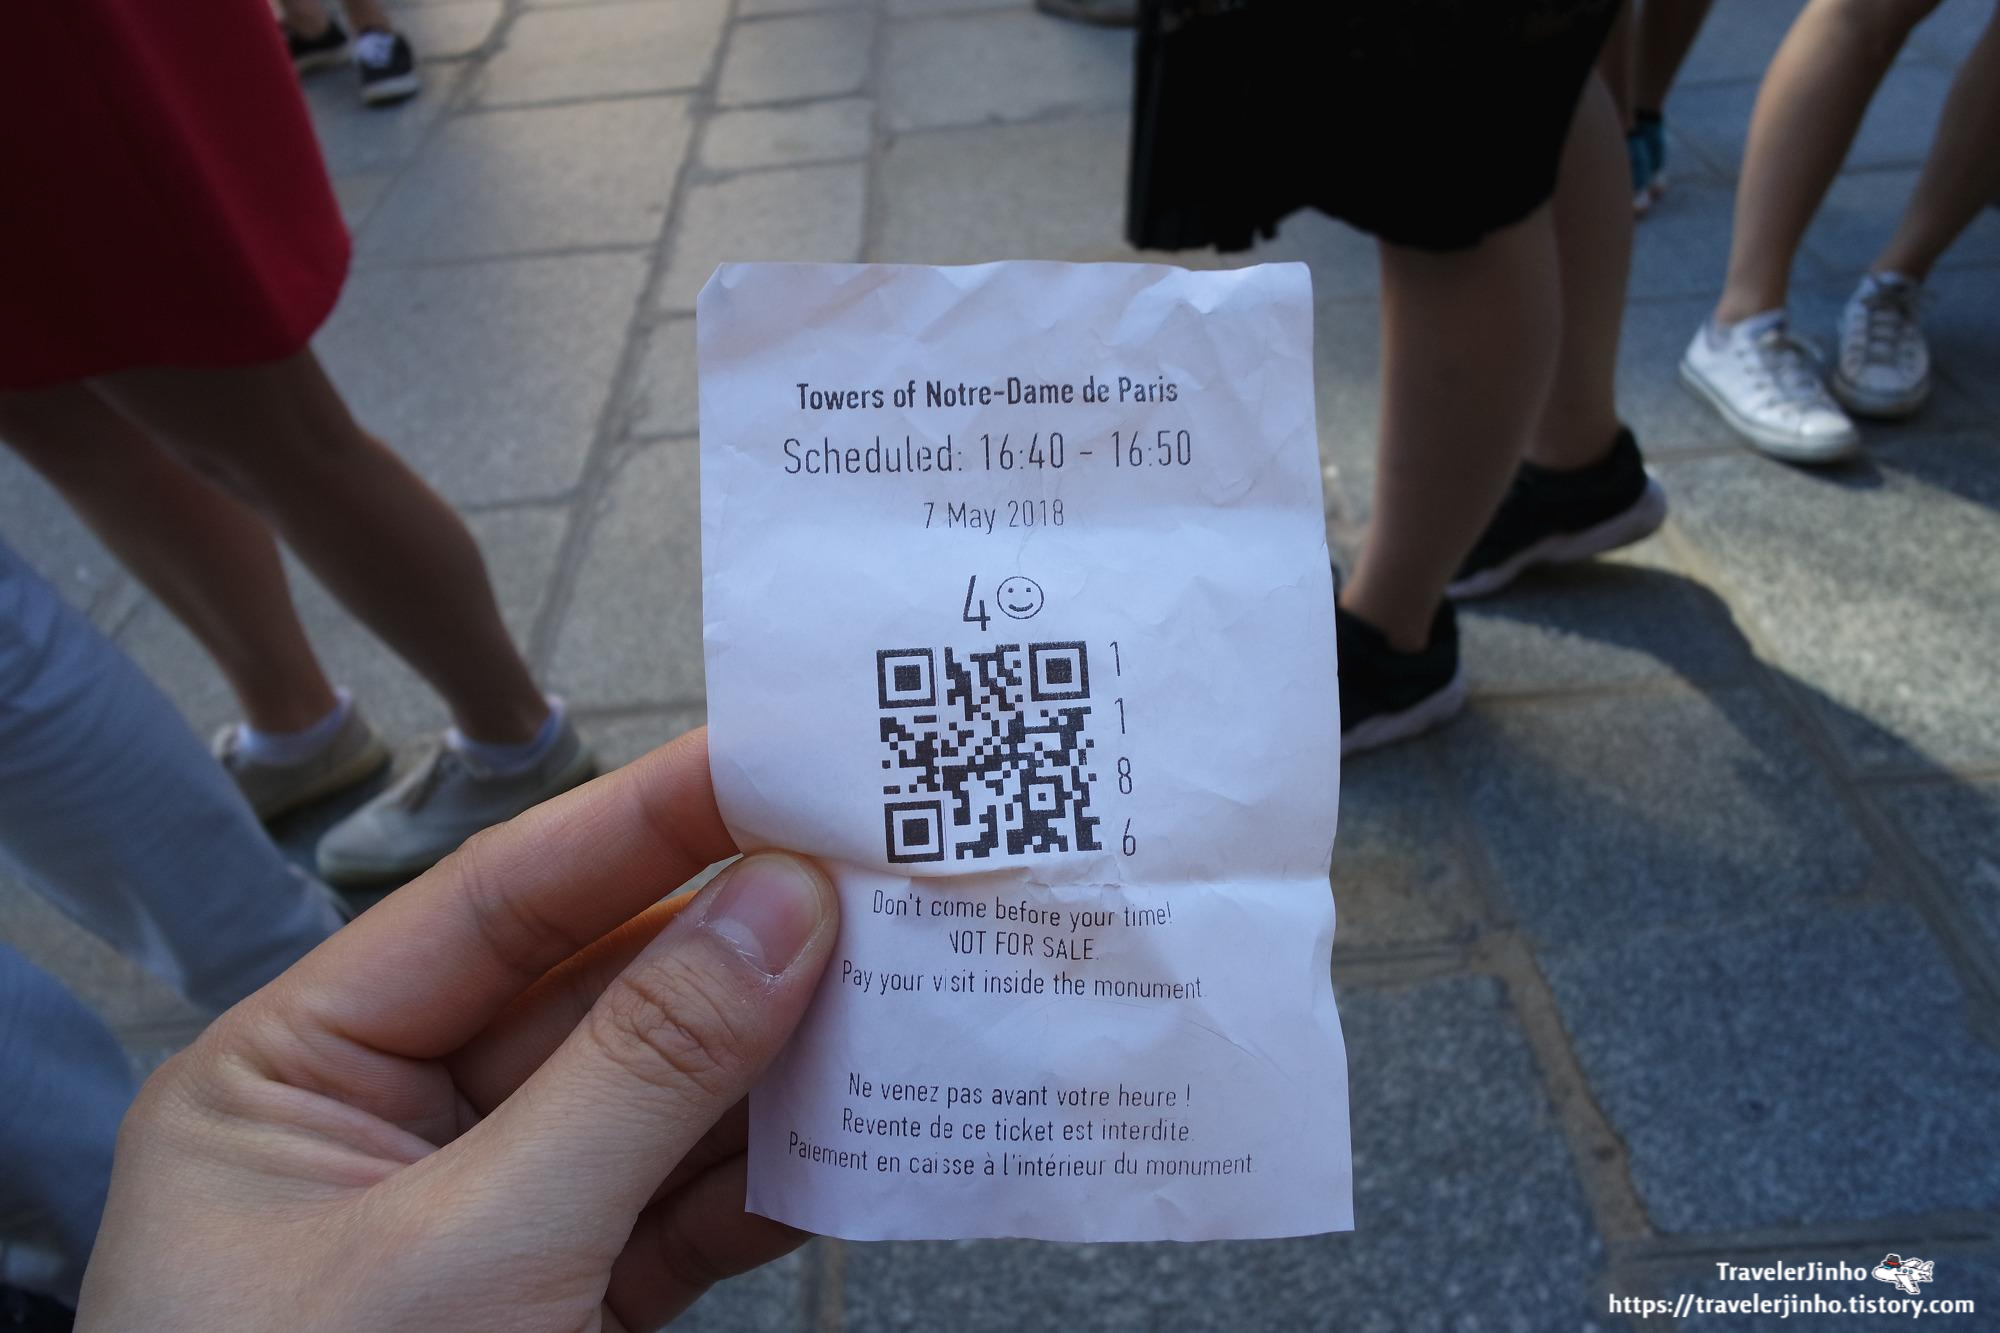 Towers of Notre-Dame de Paris
Scheduled: 16:40 - 16:50
7 May 2018
4☺
1
1
8
6
Don't come before your time!
NOT FOR SALE.
Pay your visit inside the monument.
Ne venez pas avant votre heure !
Revente de ce ticket est interdite.
Paiement en caisse à l'intérieur du monument.
TravelerJinho
https://travelerjinho.tistory.com